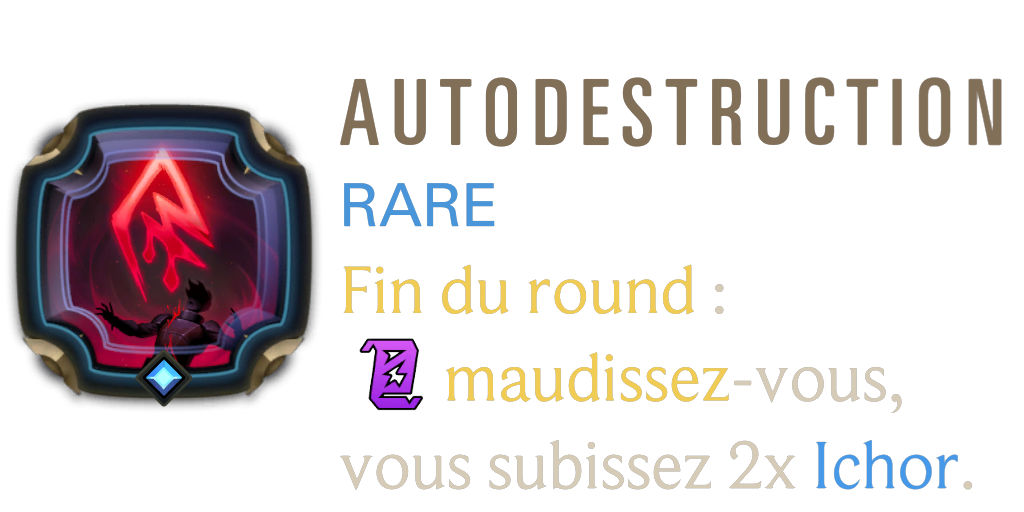 AUTODESTRUCTION
RARE
Fin du round :
maudissez-vous,
vous subissez 2x Ichor.